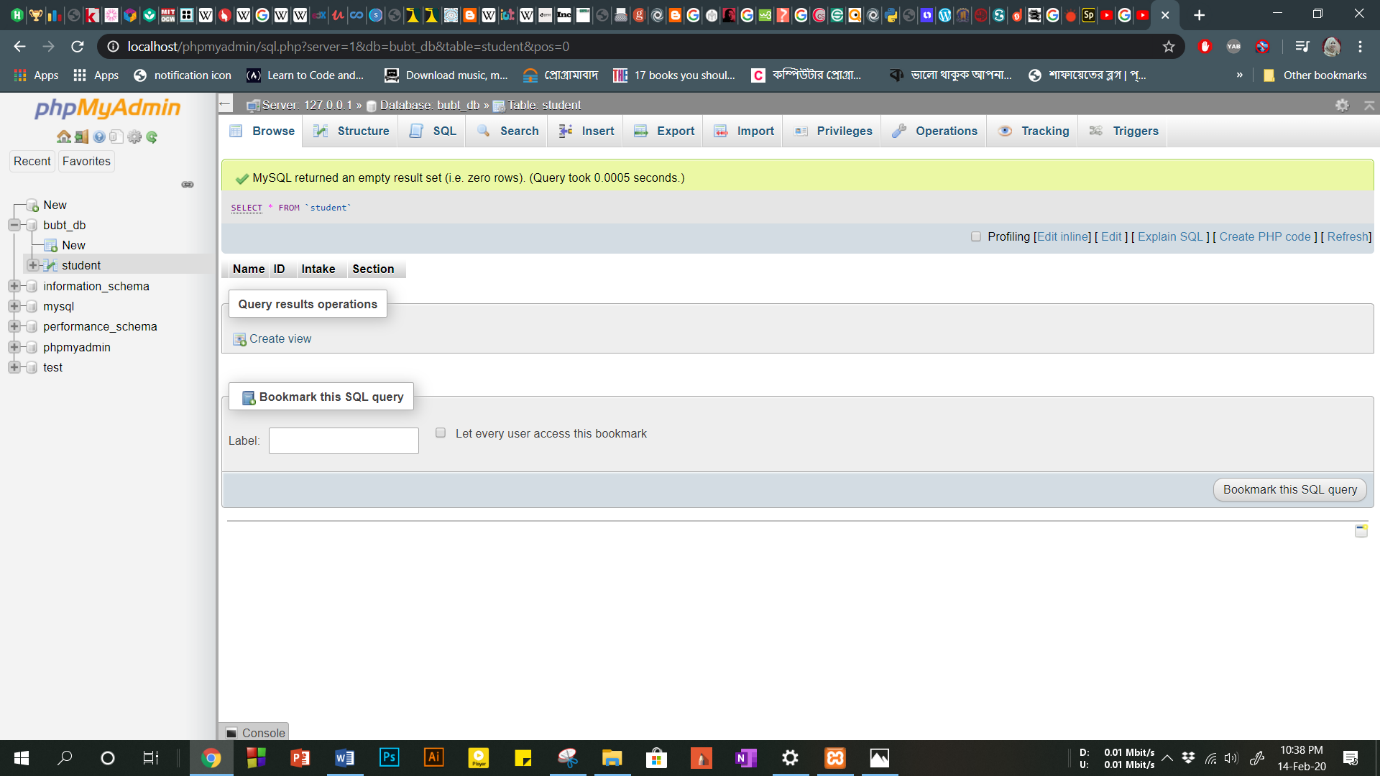 localhost/phpmyadmin/sql.php?server=1&db=bubt_db&table=student&pos=0
Apps Apps notification icon Learn to Code and... Download music, m... প্রোগ্রামাবাদ 17 books you shoul... কম্পিউটার প্রোগ্রা... ভালো থাকুক আপনা... শাফায়েতের ব্লগ | প্... » Other bookmarks
phpMyAdmin
Recent Favorites
New
bubt_db
New
student
information_schema
mysql
performance_schema
phpmyadmin
test
Server: 127.0.0.1 » Database: bubt_db » Table: student
Browse Structure SQL Search Insert Export Import Privileges Operations Tracking Triggers
MySQL returned an empty result set (i.e. zero rows). (Query took 0.0005 seconds.)
SELECT * FROM `student`
Profiling [Edit inline] [ Edit ] [ Explain SQL ] [ Create PHP code ] [ Refresh]
Name ID Intake Section
Query results operations
Create view
Bookmark this SQL query
Label: Let every user access this bookmark
Bookmark this SQL query
Console
D: 0.01 Mbit/s
U: 0.01 Mbit/s
10:38 PM
14-Feb-20